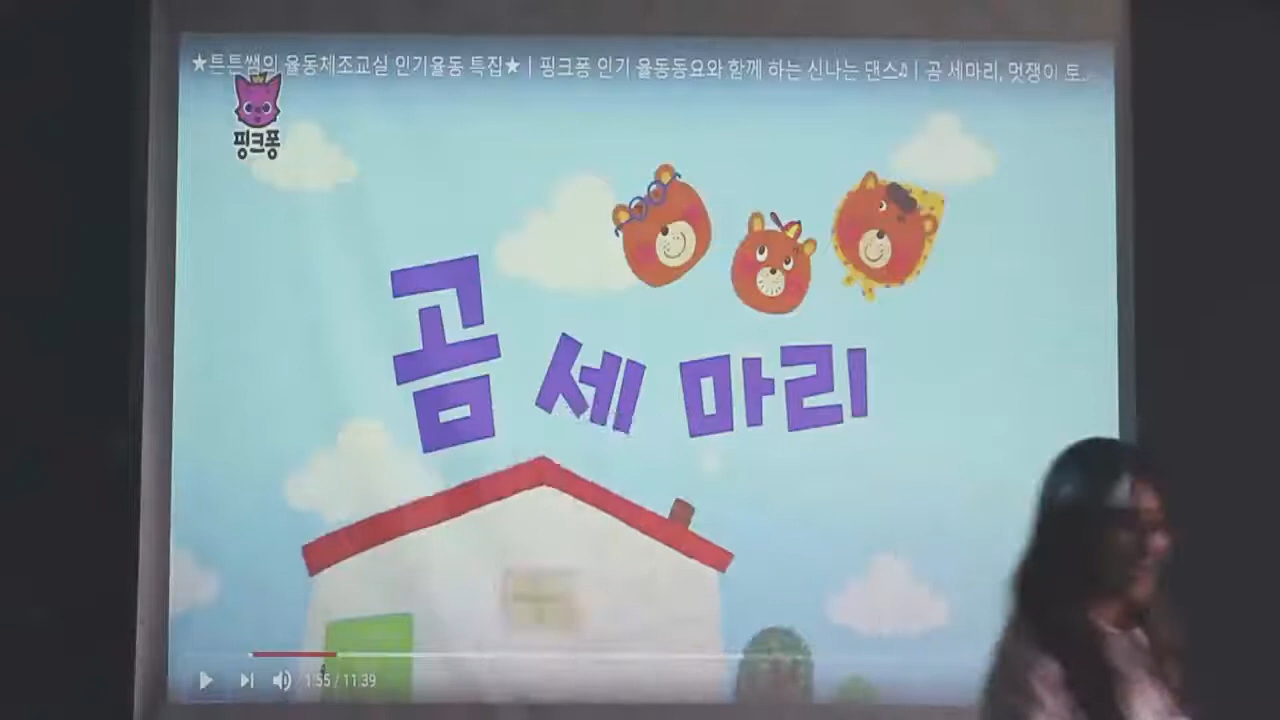 ★튼튼쌤의 율동체조교실 인기율동 특집★ | 핑크퐁 인기 율동동요와 함께 하는 신나는 댄스♫ | 곰 세마리, 멋쟁이 토...
핑크퐁
곰 세 마리
1:55 / 11:39